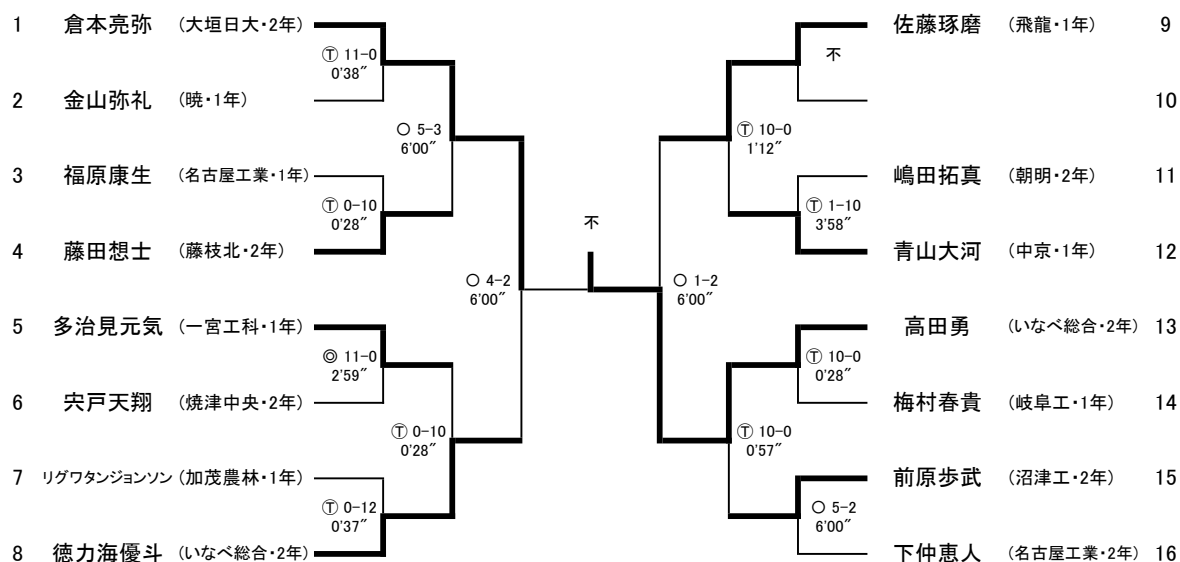 1 倉本亮弥 (大垣日大・2年)
Ⓣ 11-0
0'38"
2 金山弥礼 (暁・1年)
○ 5-3
6'00"
3 福原康生 (名古屋工業・1年)
Ⓣ 0-10
0'28"
4 藤田想士 (藤枝北・2年)
○ 4-2
6'00"
5 多治見元気 (一宮工科・1年)
◎ 11-0
2'59"
6 宍戸天翔 (焼津中央・2年)
Ⓣ 0-10
0'28"
7 リグワタンジョンソン (加茂農林・1年)
Ⓣ 0-12
0'37"
8 徳力海優斗 (いなべ総合・2年)
不
佐藤琢磨 (飛龍・1年) 9
不
10
Ⓣ 10-0
1'12"
嶋田拓真 (朝明・2年) 11
Ⓣ 1-10
3'58"
青山大河 (中京・1年) 12
○ 1-2
6'00"
高田勇 (いなべ総合・2年) 13
Ⓣ 10-0
0'28"
梅村春貴 (岐阜工・1年) 14
Ⓣ 10-0
0'57"
前原歩武 (沼津工・2年) 15
○ 5-2
6'00"
下仲恵人 (名古屋工業・2年) 16